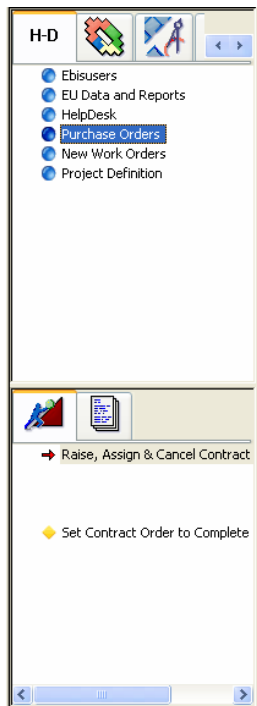 H-D
Ebisusers
EU Data and Reports
HelpDesk
Purchase Orders
New Work Orders
Project Definition
Raise, Assign & Cancel Contract
Set Contract Order to Complete